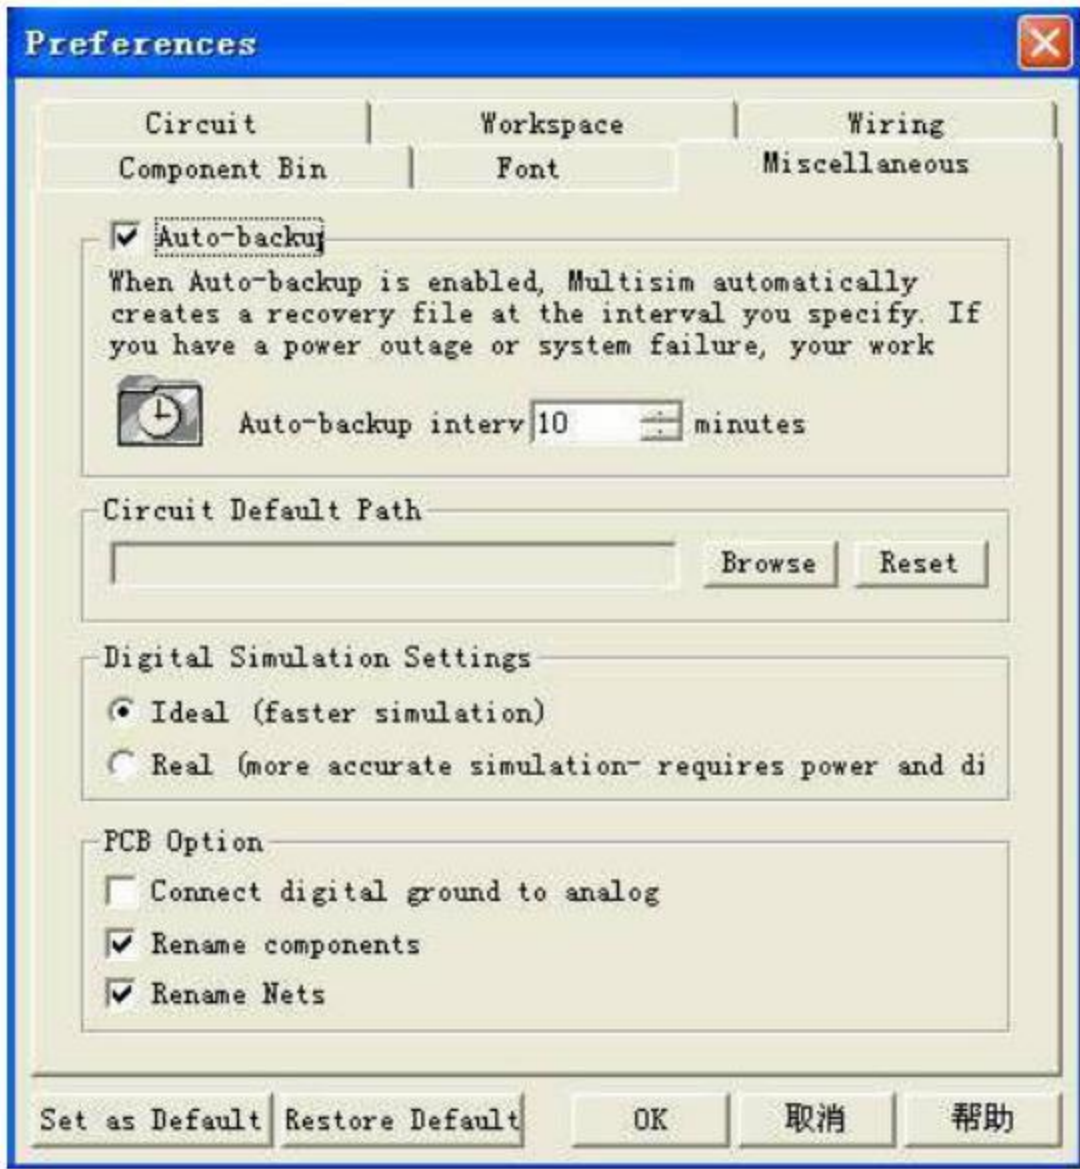 Preferences
Circuit Workspace Wiring
Component Bin Font Miscellaneous
Auto-backup
When Auto-backup is enabled, Multisim automatically
creates a recovery file at the interval you specify. If
you have a power outage or system failure, your work
Auto-backup interv 10 minutes
Circuit Default Path
Browse Reset
Digital Simulation Settings
Ideal (faster simulation)
Real (more accurate simulation- requires power and di
PCB Option
Connect digital ground to analog
Rename components
Rename Nets
Set as Default Restore Default OK 取消 帮助